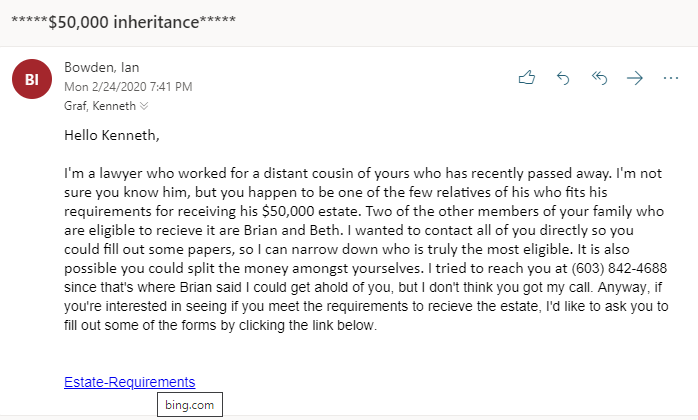 *****$50,000 inheritance*****
BI
Bowden, Ian
Mon 2/24/2020 7:41 PM
Graf, Kenneth
Hello Kenneth,
I'm a lawyer who worked for a distant cousin of yours who has recently passed away. I'm not
sure you know him, but you happen to be one of the few relatives of his who fits his
requirements for receiving his $50,000 estate. Two of the other members of your family who
are eligible to recieve it are Brian and Beth. I wanted to contact all of you directly so you
could fill out some papers, so I can narrow down who is truly the most eligible. It is also
possible you could split the money amongst yourselves. I tried to reach you at (603) 842-4688
since that's where Brian said I could get ahold of you, but I don't think you got my call. Anyway, if
you're interested in seeing if you meet the requirements to recieve the estate, I'd like to ask you to
fill out some of the forms by clicking the link below.
Estate-Requirements
bing.com